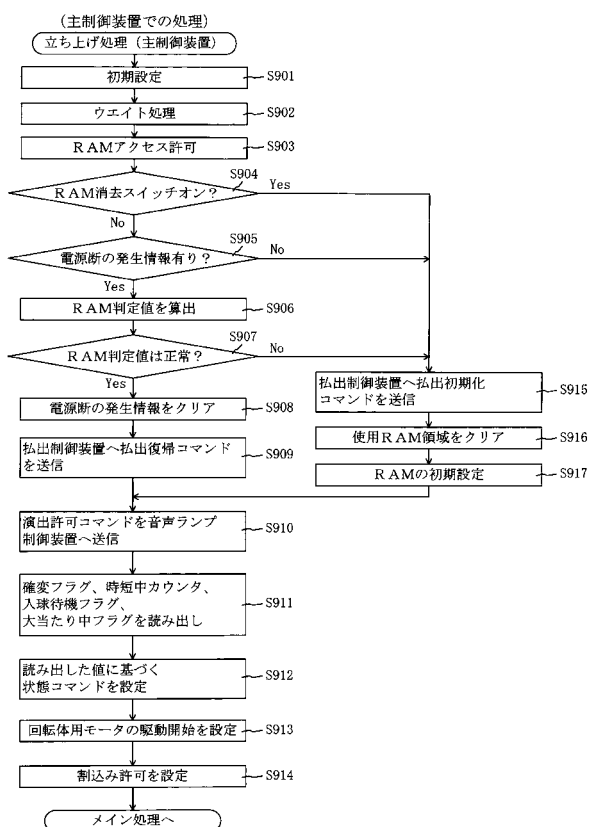 (主制御装置での処理)
立ち上げ処理(主制御装置)
初期設定
S901
ウエイト処理
S902
RAMアクセス許可
S903
S904
RAM消去スイッチオン?
Yes
No
S905
電源断の発生情報有り?
No
Yes
RAM判定値を算出
S906
S907
RAM判定値は正常?
No
Yes
電源断の発生情報をクリア
S908
払出制御装置へ払出復帰コマンド
を送信
S909
払出制御装置へ払出初期化
コマンドを送信
S915
使用RAM領域をクリア
S916
RAMの初期設定
S917
演出許可コマンドを音声ランプ
制御装置へ送信
S910
確変フラグ、時短中カウンタ、
入球待機フラグ、
大当たり中フラグを読み出し
S911
読み出した値に基づく
状態コマンドを設定
S912
回転体用モータの駆動開始を設定
S913
割込み許可を設定
S914
メイン処理へ